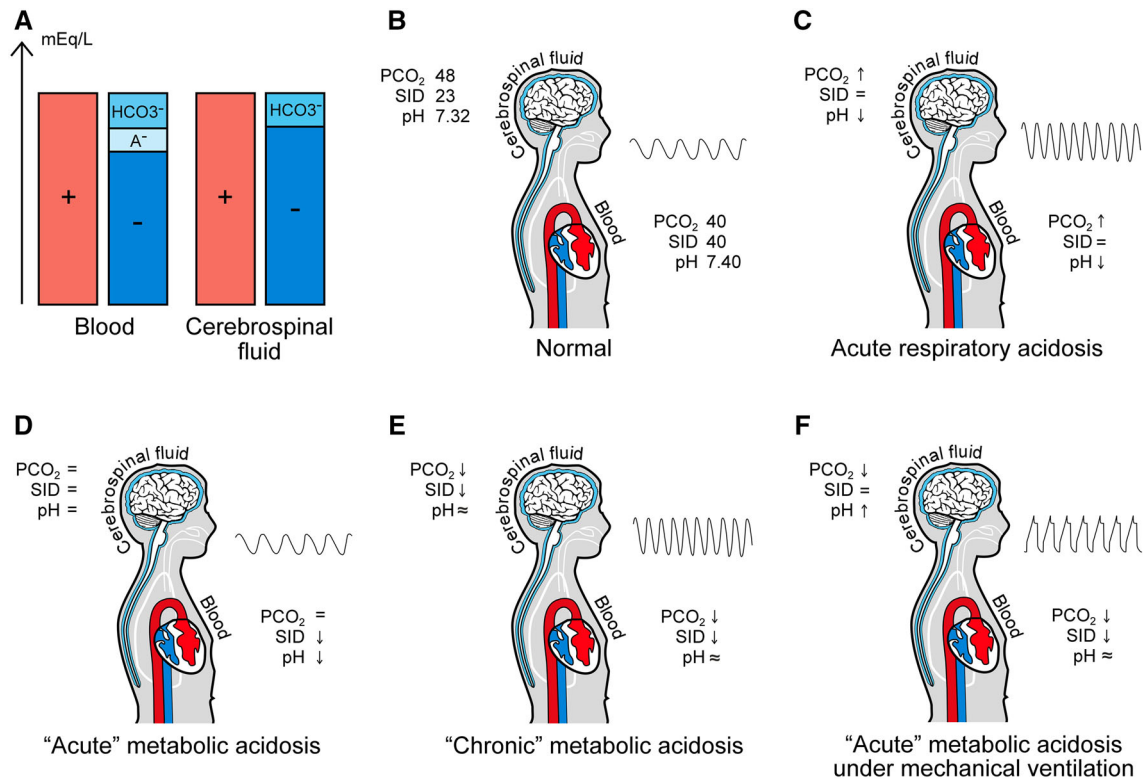 A
mEq/L
HCO3⁻
A⁻
+
-
HCO3⁻
+
-
Blood
Cerebrospinal
fluid
B
Cerebrospinal fluid
PCO₂ 48
SID 23
pH 7.32
Blood
PCO₂ 40
SID 40
pH 7.40
Normal
C
Cerebrospinal fluid
PCO₂ ↑
SID =
pH ↓
Blood
PCO₂ ↑
SID =
pH ↓
Acute respiratory acidosis
D
Cerebrospinal fluid
PCO₂ =
SID =
pH =
Blood
PCO₂ =
SID ↓
pH ↓
“Acute” metabolic acidosis
E
Cerebrospinal fluid
PCO₂ ↓
SID ↓
pH ≈
Blood
PCO₂ ↓
SID ↓
pH ≈
“Chronic” metabolic acidosis
F
Cerebrospinal fluid
PCO₂ ↓
SID =
pH ↑
Blood
PCO₂ ↓
SID ↓
pH ≈
“Acute” metabolic acidosis
under mechanical ventilation